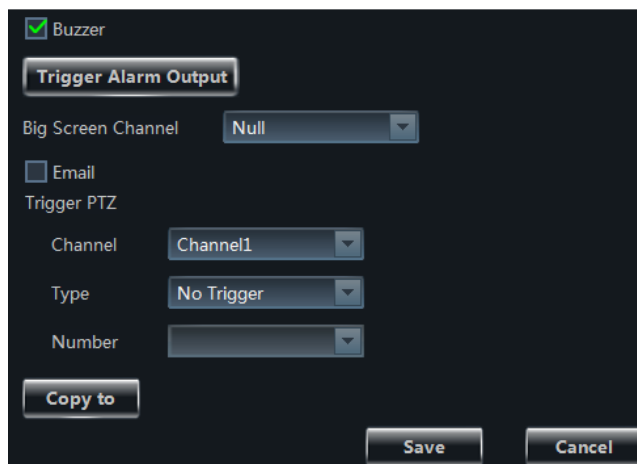 Buzzer
Trigger Alarm Output
Big Screen Channel Null
Email
Trigger PTZ
Channel Channel1
Type No Trigger
Number
Copy to
Save Cancel